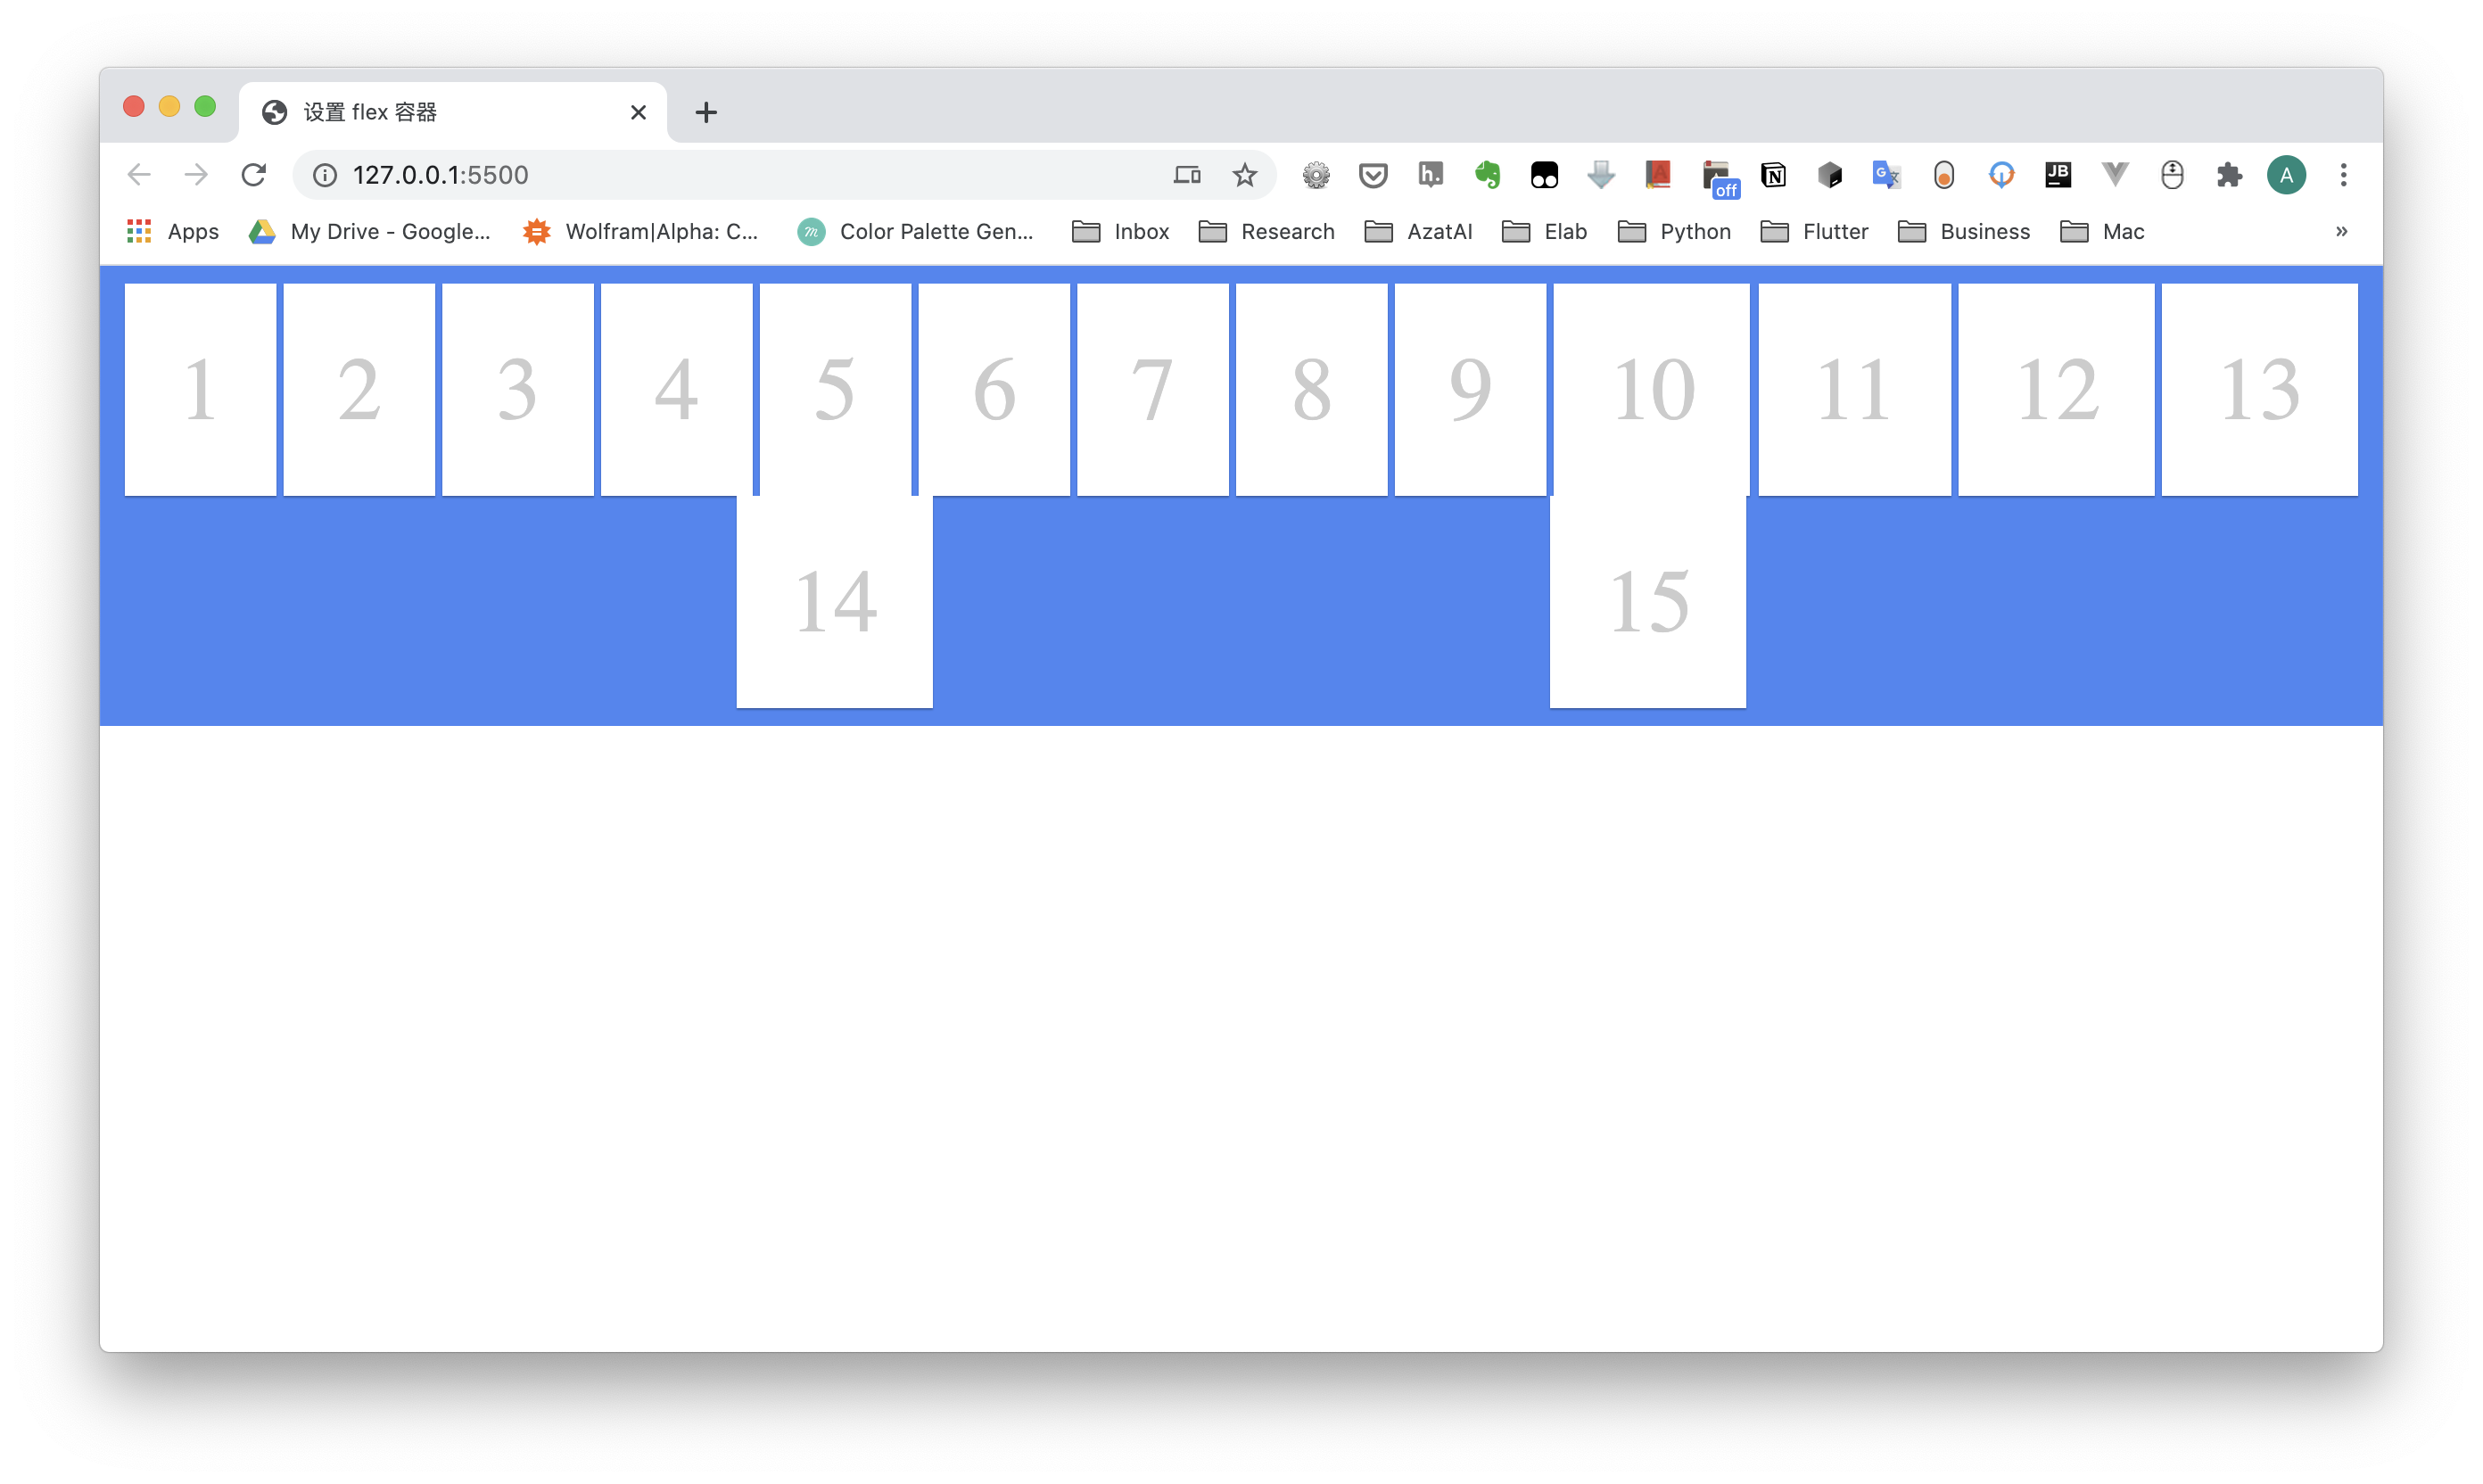 设置 flex 容器
127.0.0.1:5500
h.
off
N
G
JB
A
Apps My Drive - Google... Wolfram|Alpha: C... m Color Palette Gen... Inbox Research AzatAI Elab Python Flutter Business Mac »
1 2 3 4 5 6 7 8 9 10 11 12 13
14 15